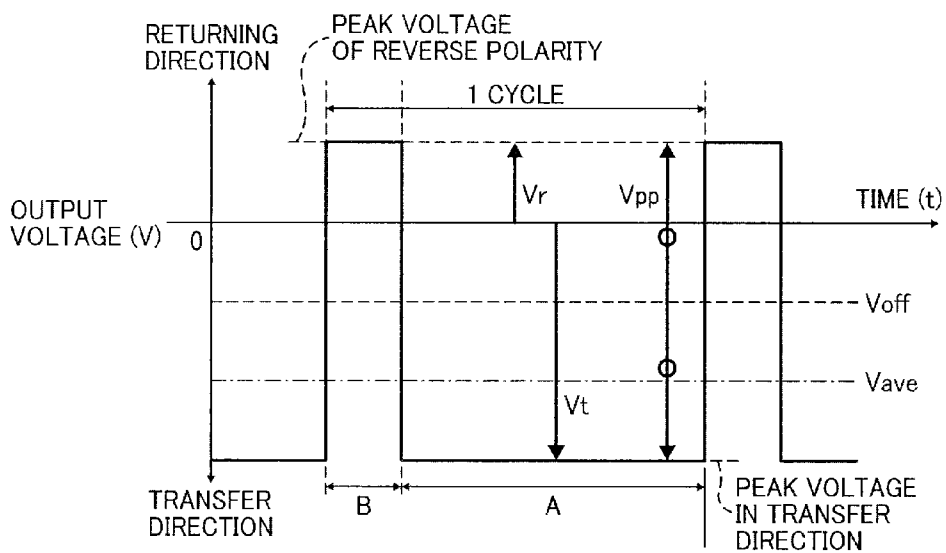 RETURNING
DIRECTION
PEAK VOLTAGE
OF REVERSE POLARITY
1 CYCLE
Vr
Vpp
TIME (t)
OUTPUT
VOLTAGE (V)
0
Voff
Vave
Vt
TRANSFER
DIRECTION
B
A
PEAK VOLTAGE
IN TRANSFER
DIRECTION